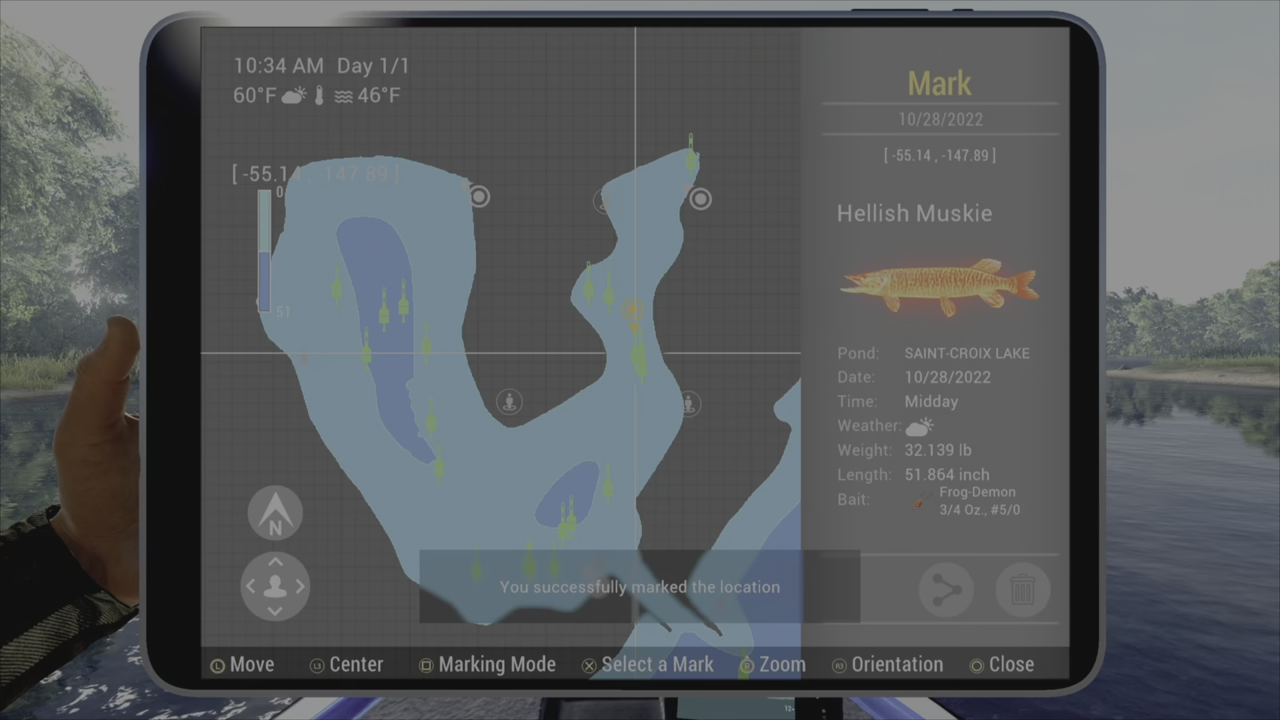 10:34 AM Day 1/1
60°F 46°F
[ -55.14 , 147.89 ]
0
51
N
Mark
10/28/2022
[ -55.14 , -147.89 ]
Hellish Muskie
Pond: SAINT-CROIX LAKE
Date: 10/28/2022
Time: Midday
Weather:
Weight: 32.139 lb
Length: 51.864 inch
Bait: Frog-Demon
3/4 Oz., #5/0
You successfully marked the location
L Move L3 Center Marking Mode Select a Mark Zoom R3 Orientation Close